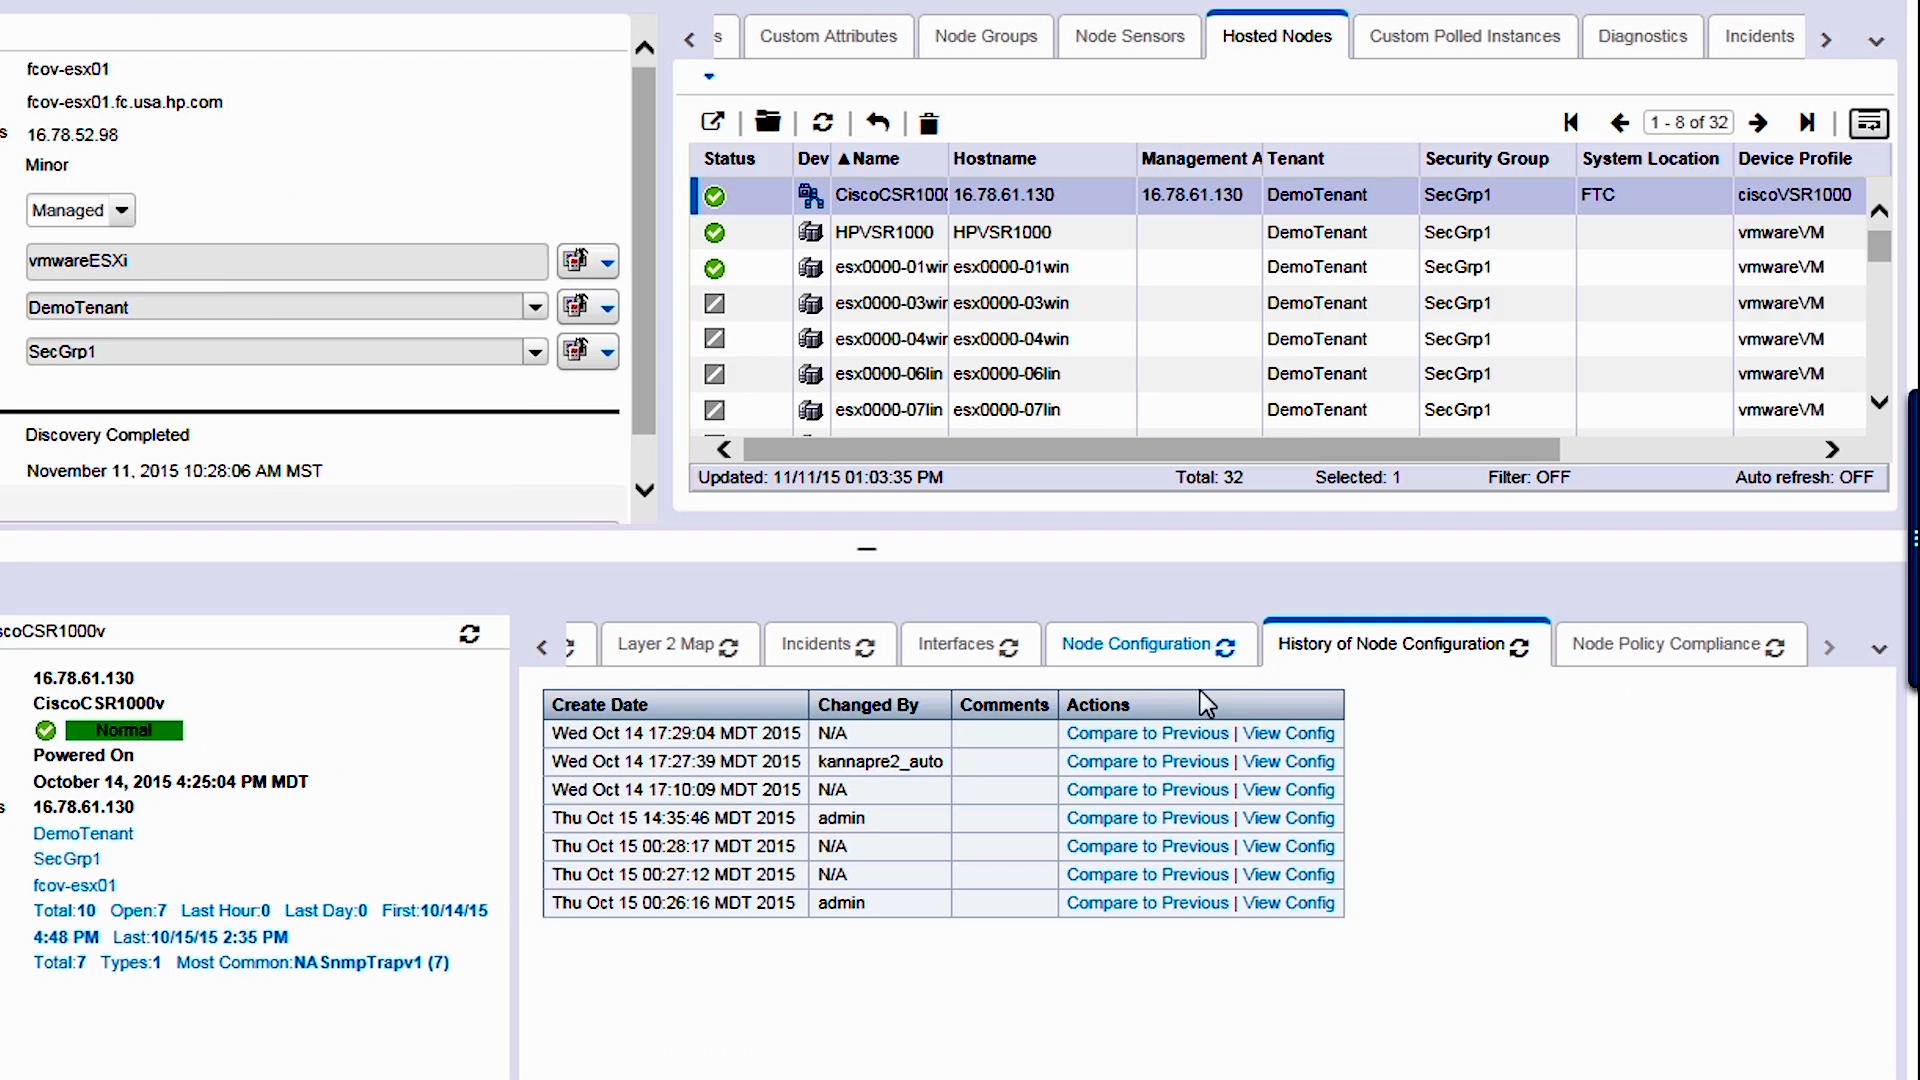 fcov-esx01
fcov-esx01.fc.usa.hp.com
s 16.78.52.98
Minor
Managed
vmwareESXi
DemoTenant
SecGrp1
Discovery Completed
November 11, 2015 10:28:06 AM MST
s Custom Attributes Node Groups Node Sensors Hosted Nodes Custom Polled Instances Diagnostics Incidents
1 - 8 of 32
Status Dev ▲Name Hostname Management A Tenant Security Group System Location Device Profile
CiscoCSR100 16.78.61.130 16.78.61.130 DemoTenant SecGrp1 FTC ciscoVSR1000
HPVSR1000 HPVSR1000 DemoTenant SecGrp1 vmwareVM
esx0000-01wir esx0000-01win DemoTenant SecGrp1 vmwareVM
esx0000-03wir esx0000-03win DemoTenant SecGrp1 vmwareVM
esx0000-04wir esx0000-04win DemoTenant SecGrp1 vmwareVM
esx0000-06lin esx0000-06lin DemoTenant SecGrp1 vmwareVM
esx0000-07lin esx0000-07lin DemoTenant SecGrp1 vmwareVM
Updated: 11/11/15 01:03:35 PM Total: 32 Selected: 1 Filter: OFF Auto refresh: OFF
scoCSR1000v
16.78.61.130
CiscoCSR1000v
Normal
Powered On
October 14, 2015 4:25:04 PM MDT
s 16.78.61.130
DemoTenant
SecGrp1
fcov-esx01
Total:10 Open:7 Last Hour:0 Last Day:0 First:10/14/15
4:48 PM Last:10/15/15 2:35 PM
Total:7 Types:1 Most Common:NASnmpTrapv1 (7)
Layer 2 Map Incidents Interfaces Node Configuration History of Node Configuration Node Policy Compliance
Create Date Changed By Comments Actions
Wed Oct 14 17:29:04 MDT 2015 N/A Compare to Previous | View Config
Wed Oct 14 17:27:39 MDT 2015 kannapre2_auto Compare to Previous | View Config
Wed Oct 14 17:10:09 MDT 2015 N/A Compare to Previous | View Config
Thu Oct 15 14:35:46 MDT 2015 admin Compare to Previous | View Config
Thu Oct 15 00:28:17 MDT 2015 N/A Compare to Previous | View Config
Thu Oct 15 00:27:12 MDT 2015 N/A Compare to Previous | View Config
Thu Oct 15 00:26:16 MDT 2015 admin Compare to Previous | View Config